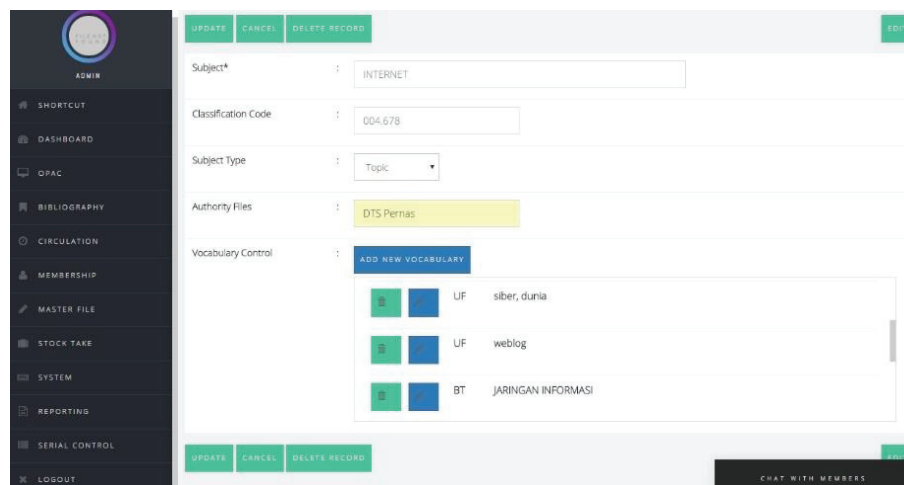 ADMIN
SHORTCUT
DASHBOARD
OPAC
BIBLIOGRAPHY
CIRCULATION
MEMBERSHIP
MASTER FILE
STOCK TAKE
SYSTEM
REPORTING
SERIAL CONTROL
LOGOUT
UPDATE CANCEL DELETE RECORD
Subject* : INTERNET
Classification Code : 004.678
Subject Type : Topic
Authority Files : DTS Pernas
Vocabulary Control : ADD NEW VOCABULARY
UF siber, dunia
UF weblog
BT JARINGAN INFORMASI
UPDATE CANCEL DELETE RECORD
CHAT WITH MEMBERS